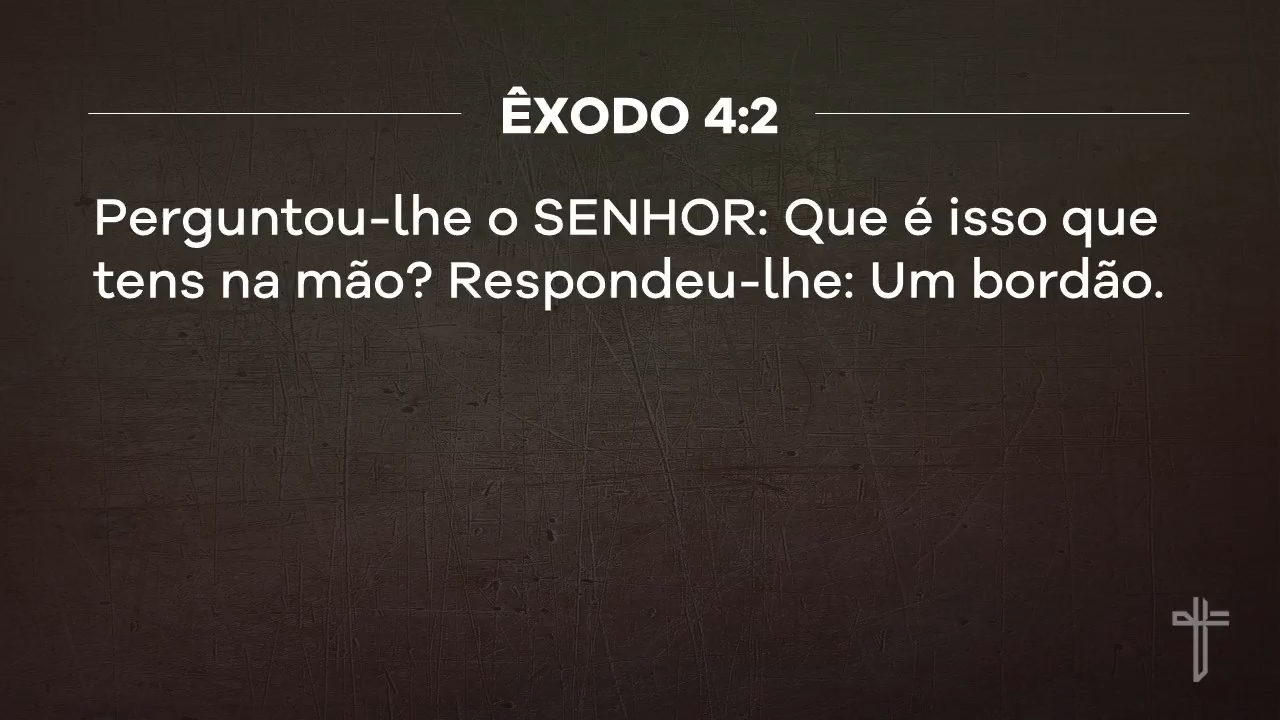 ÊXODO 4:2
Perguntou-lhe o SENHOR: Que é isso que
tens na mão? Respondeu-lhe: Um bordão.